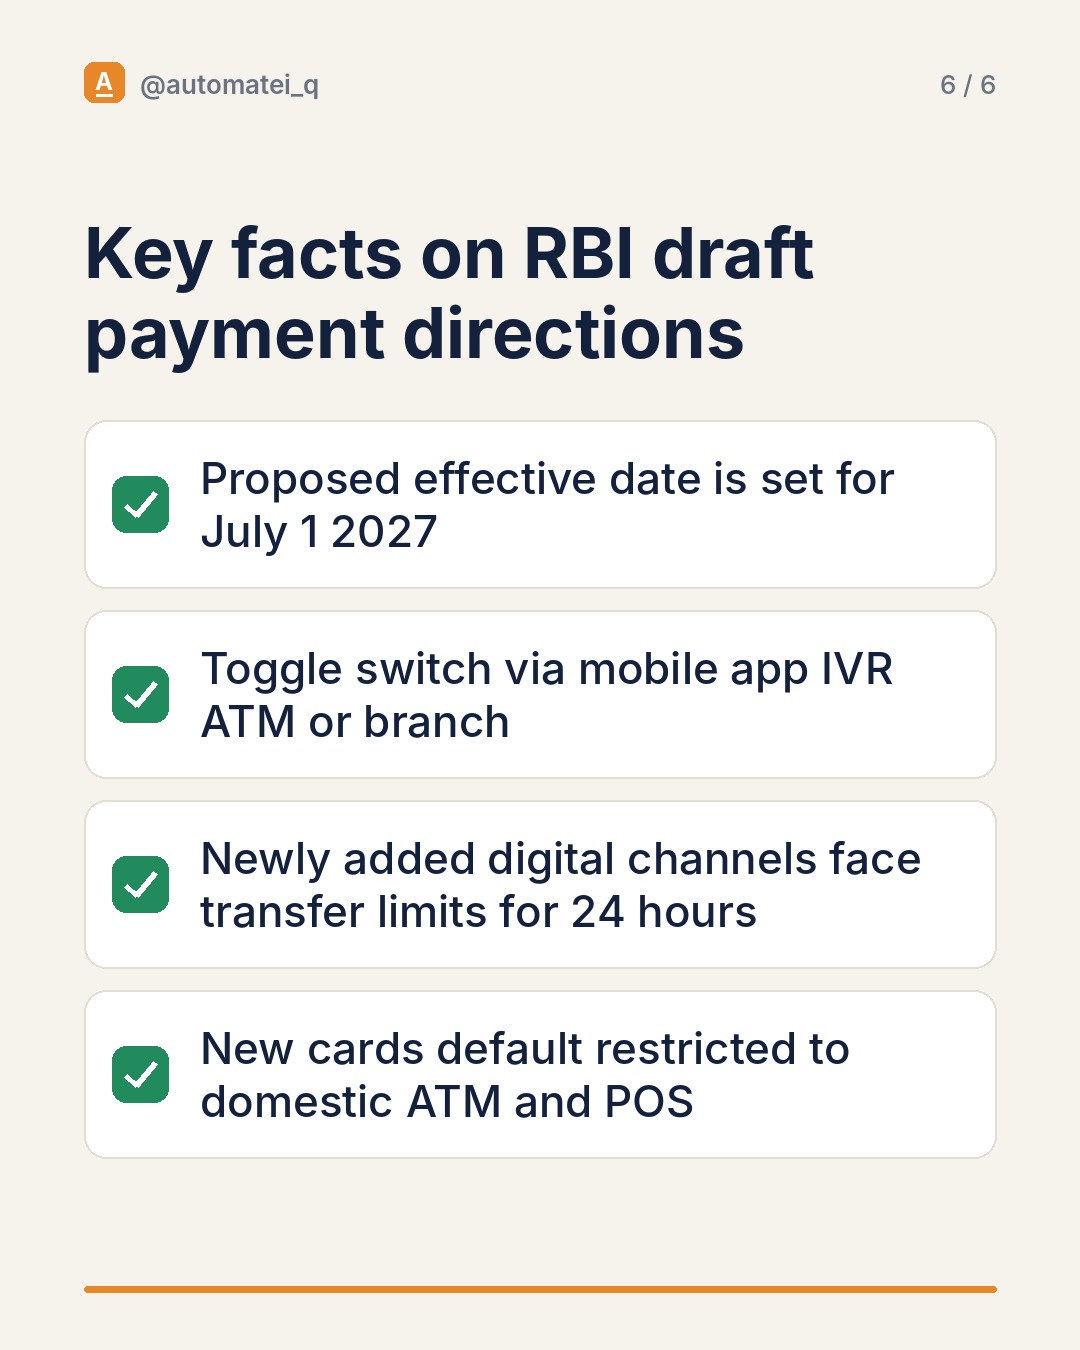 A @automatei_q
6 / 6
Key facts on RBI draft
payment directions
Proposed effective date is set for
July 1 2027
Toggle switch via mobile app IVR
ATM or branch
Newly added digital channels face
transfer limits for 24 hours
New cards default restricted to
domestic ATM and POS